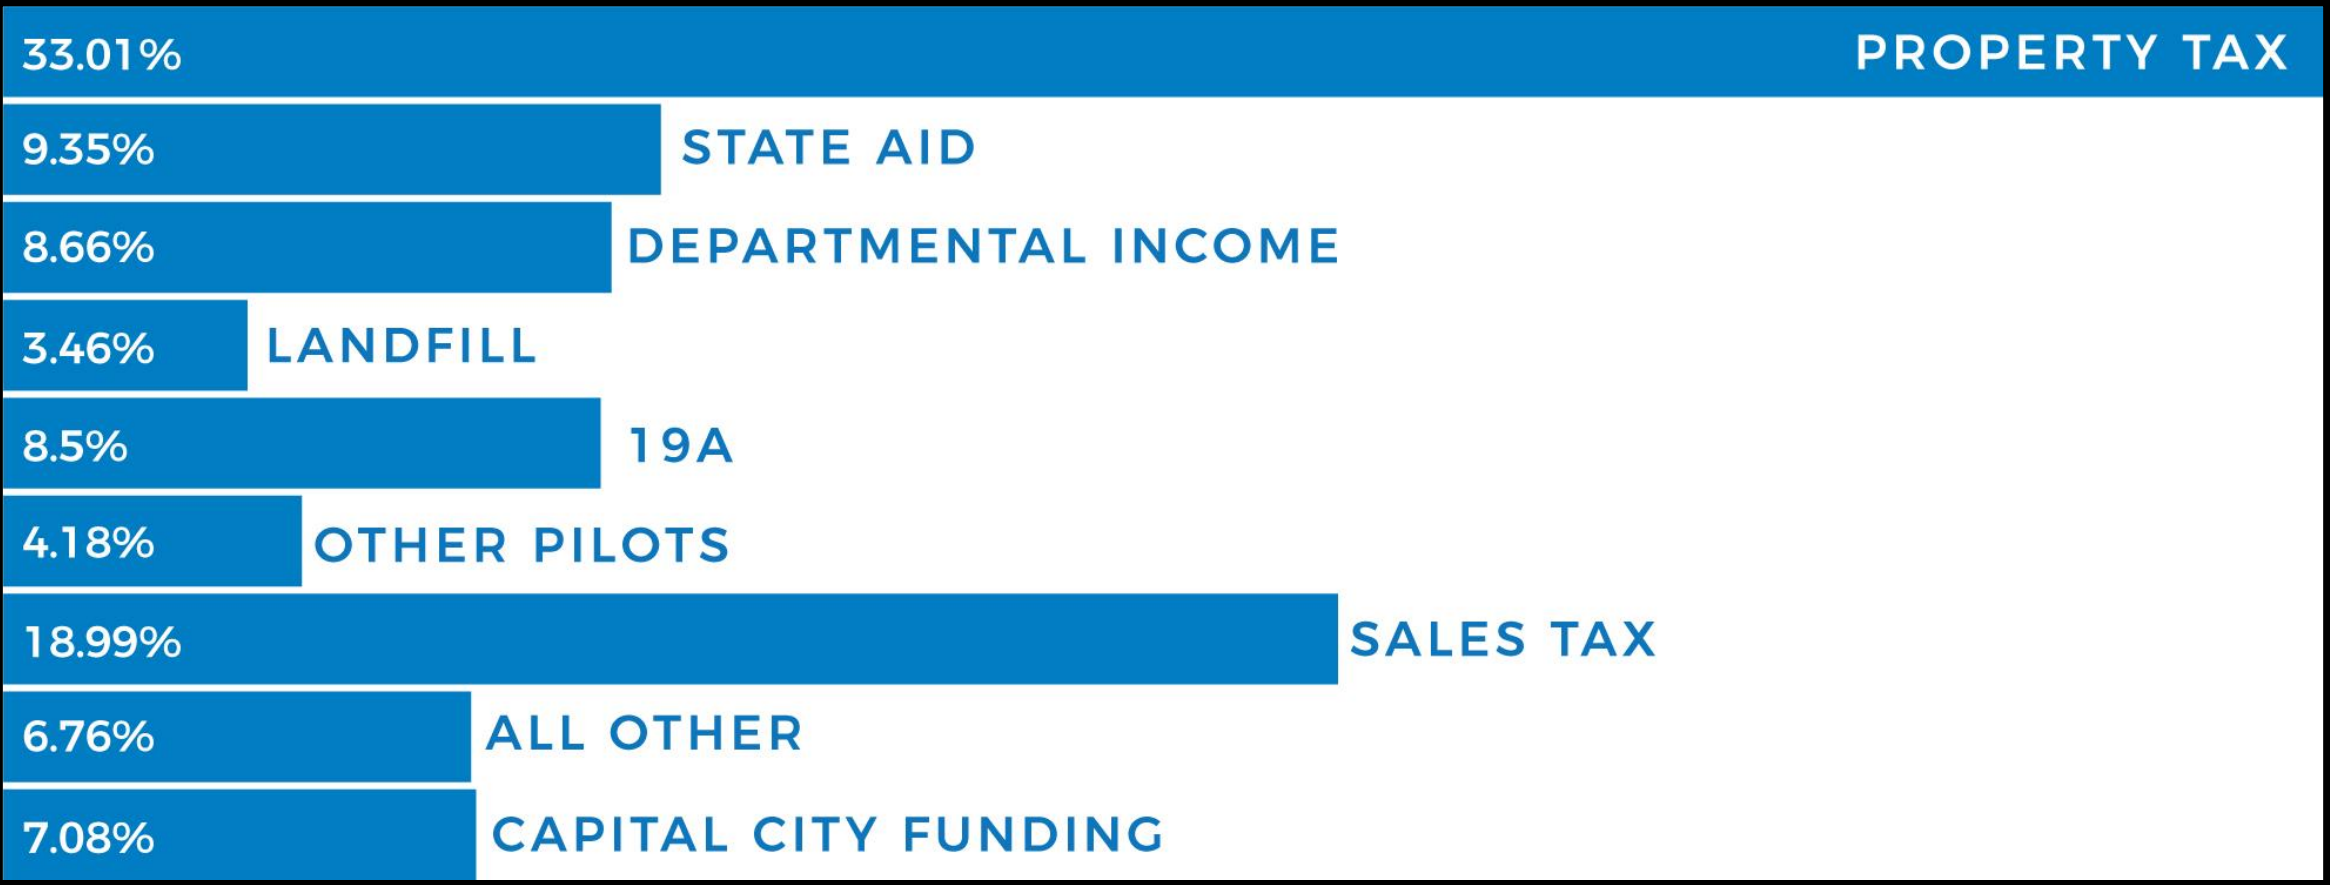 33.01% PROPERTY TAX
9.35% STATE AID
8.66% DEPARTMENTAL INCOME
3.46% LANDFILL
8.5% 19A
4.18% OTHER PILOTS
18.99% SALES TAX
6.76% ALL OTHER
7.08% CAPITAL CITY FUNDING